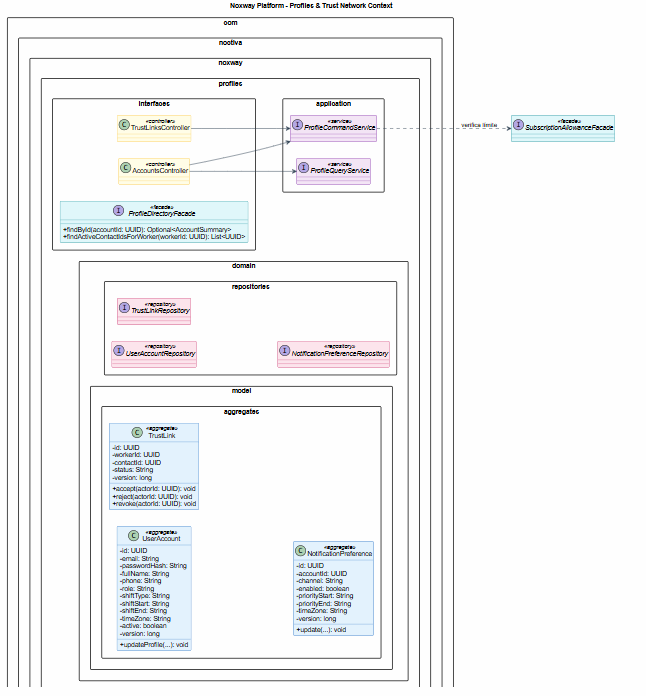 Noxway Platform - Profiles & Trust Network Context
com
noctiva
noxway
profiles
interfaces
C «controller»
TrustLinksController
C «controller»
AccountsController
I «facade»
ProfileDirectoryFacade
+findById(accountId: UUID): Optional<AccountSummary>
+findActiveContactIdsForWorker(workerId: UUID): List<UUID>
application
I «service»
ProfileCommandService
I «service»
ProfileQueryService
verifica limite
I «facade»
SubscriptionAllowanceFacade
domain
repositories
I «repository»
TrustLinkRepository
I «repository»
UserAccountRepository
I «repository»
NotificationPreferenceRepository
model
aggregates
C «aggregate»
TrustLink
-id: UUID
-workerId: UUID
-contactId: UUID
-status: String
-version: long
+accept(actorId: UUID): void
+reject(actorId: UUID): void
+revoke(actorId: UUID): void
C «aggregate»
UserAccount
-id: UUID
-email: String
-passwordHash: String
-fullName: String
-phone: String
-role: String
-shiftType: String
-shiftStart: String
-shiftEnd: String
-timeZone: String
-active: boolean
-version: long
+updateProfile(...): void
C «aggregate»
NotificationPreference
-id: UUID
-accountId: UUID
-channel: String
-enabled: boolean
-priorityStart: String
-priorityEnd: String
-timeZone: String
-version: long
+update(...): void